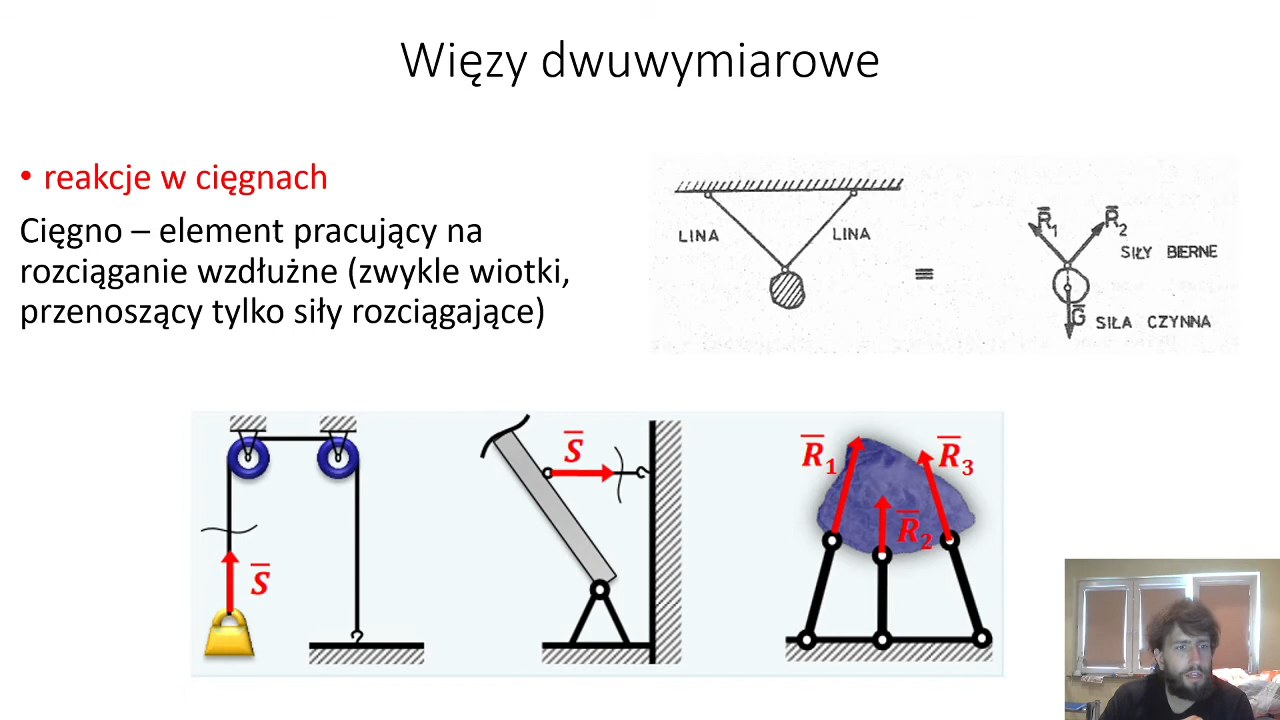 Więzy dwuwymiarowe
• reakcje w cięgnach
Cięgno – element pracujący na
rozciąganie wzdłużne (zwykle wiotki,
przenoszący tylko siły rozciągające)
LINA
LINA
≡
R̅1
R̅2
SIŁY BIERNE
G̅
SIŁA CZYNNA
S̅
S̅
R̅1
R̅2
R̅3